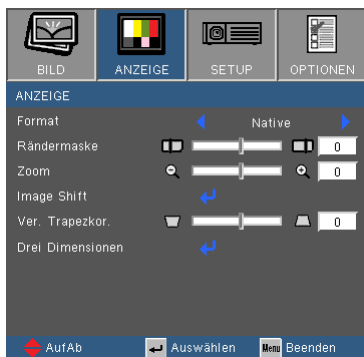 BILD ANZEIGE SETUP OPTIONEN
ANZEIGE
Format Native
Rändermaske 0
Zoom 0
Image Shift
Ver. Trapezkor. 0
Drei Dimensionen
AufAb Auswählen Menu Beenden